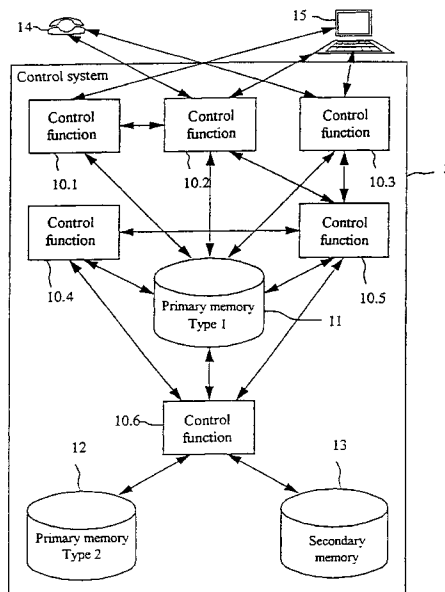 14
15
Control system
Control
function
10.1
Control
function
10.2
Control
function
10.3
Control
function
10.4
Control
function
10.5
Primary memory
Type 1
11
10.6
Control
function
12
Primary memory
Type 2
13
Secondary
memory